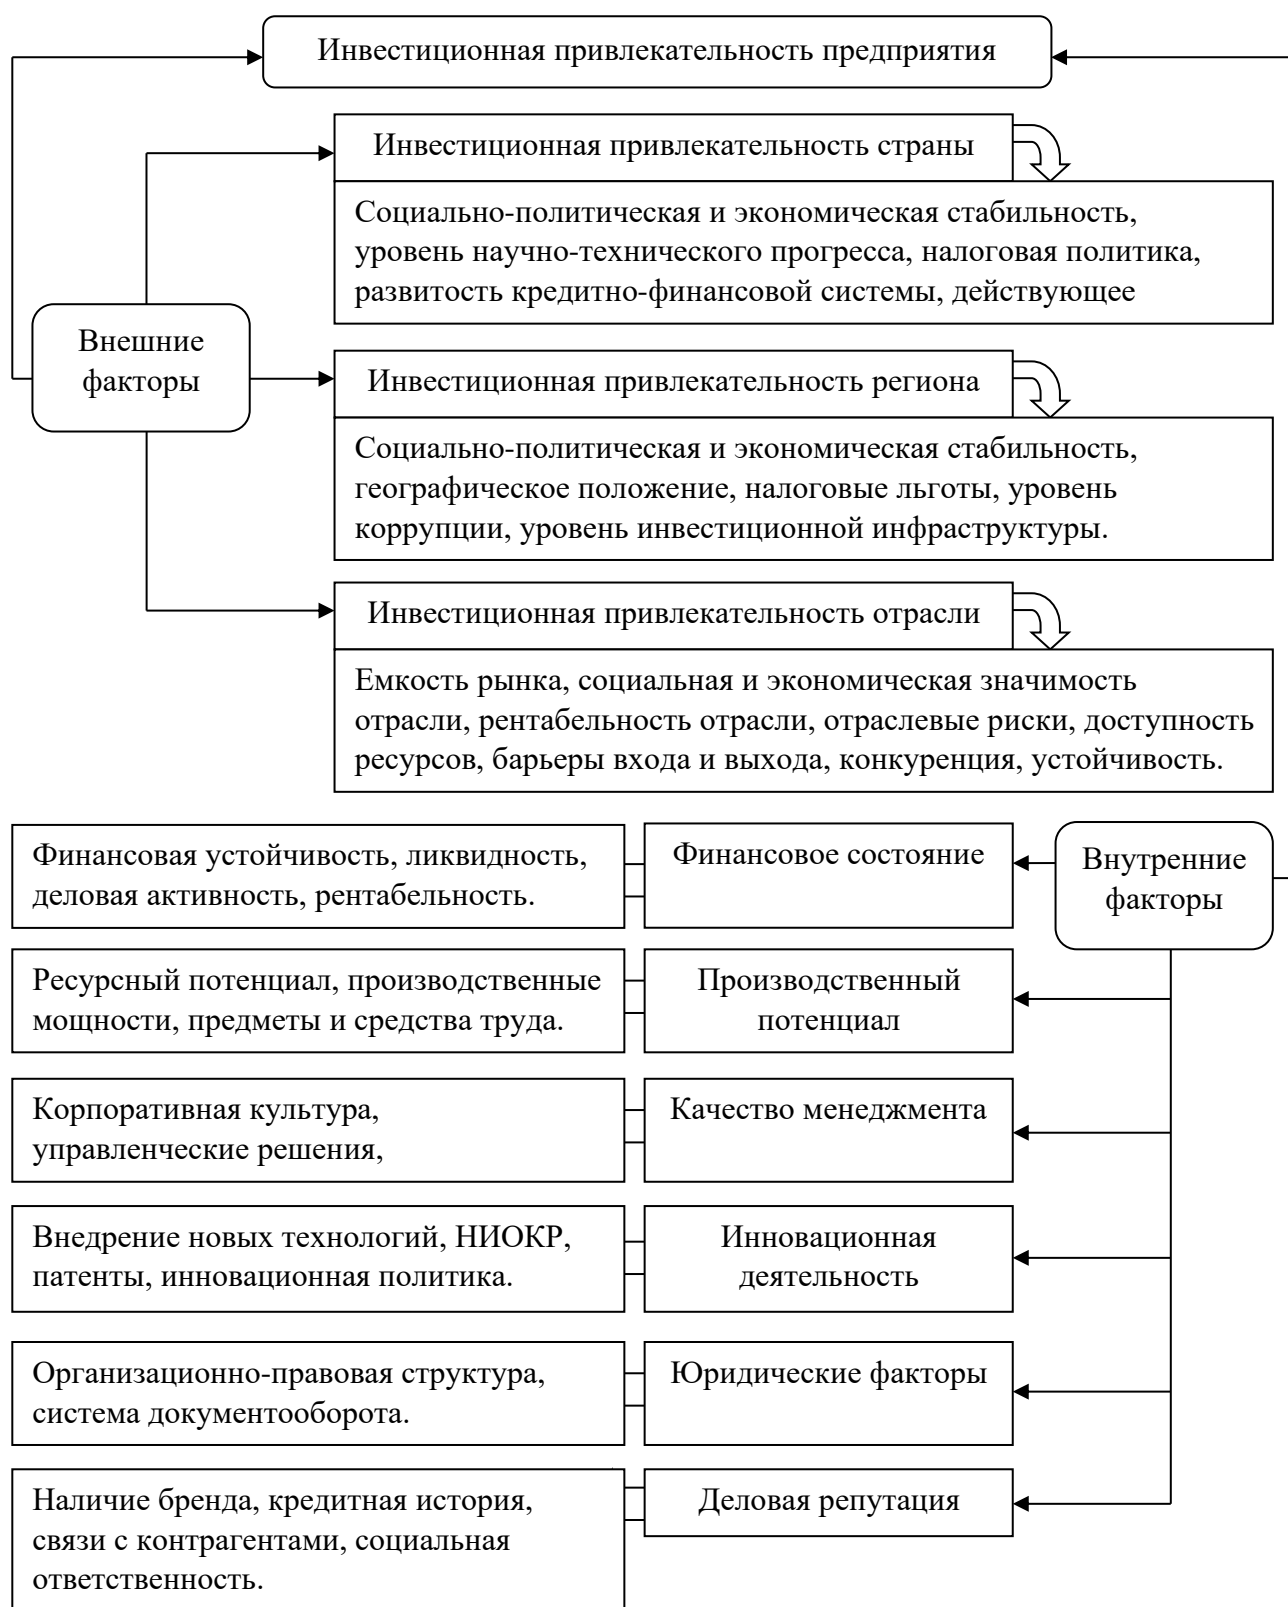 Инвестиционная привлекательность предприятия
Инвестиционная привлекательность страны
Социально-политическая и экономическая стабильность,
уровень научно-технического прогресса, налоговая политика,
развитость кредитно-финансовой системы, действующее
Внешние
факторы
Инвестиционная привлекательность региона
Социально-политическая и экономическая стабильность,
географическое положение, налоговые льготы, уровень
коррупции, уровень инвестиционной инфраструктуры.
Инвестиционная привлекательность отрасли
Емкость рынка, социальная и экономическая значимость
отрасли, рентабельность отрасли, отраслевые риски, доступность
ресурсов, барьеры входа и выхода, конкуренция, устойчивость.
Внутренние
факторы
Финансовое состояние
Финансовая устойчивость, ликвидность,
деловая активность, рентабельность.
Производственный
потенциал
Ресурсный потенциал, производственные
мощности, предметы и средства труда.
Качество менеджмента
Корпоративная культура,
управленческие решения,
Инновационная
деятельность
Внедрение новых технологий, НИОКР,
патенты, инновационная политика.
Юридические факторы
Организационно-правовая структура,
система документооборота.
Деловая репутация
Наличие бренда, кредитная история,
связи с контрагентами, социальная
ответственность.